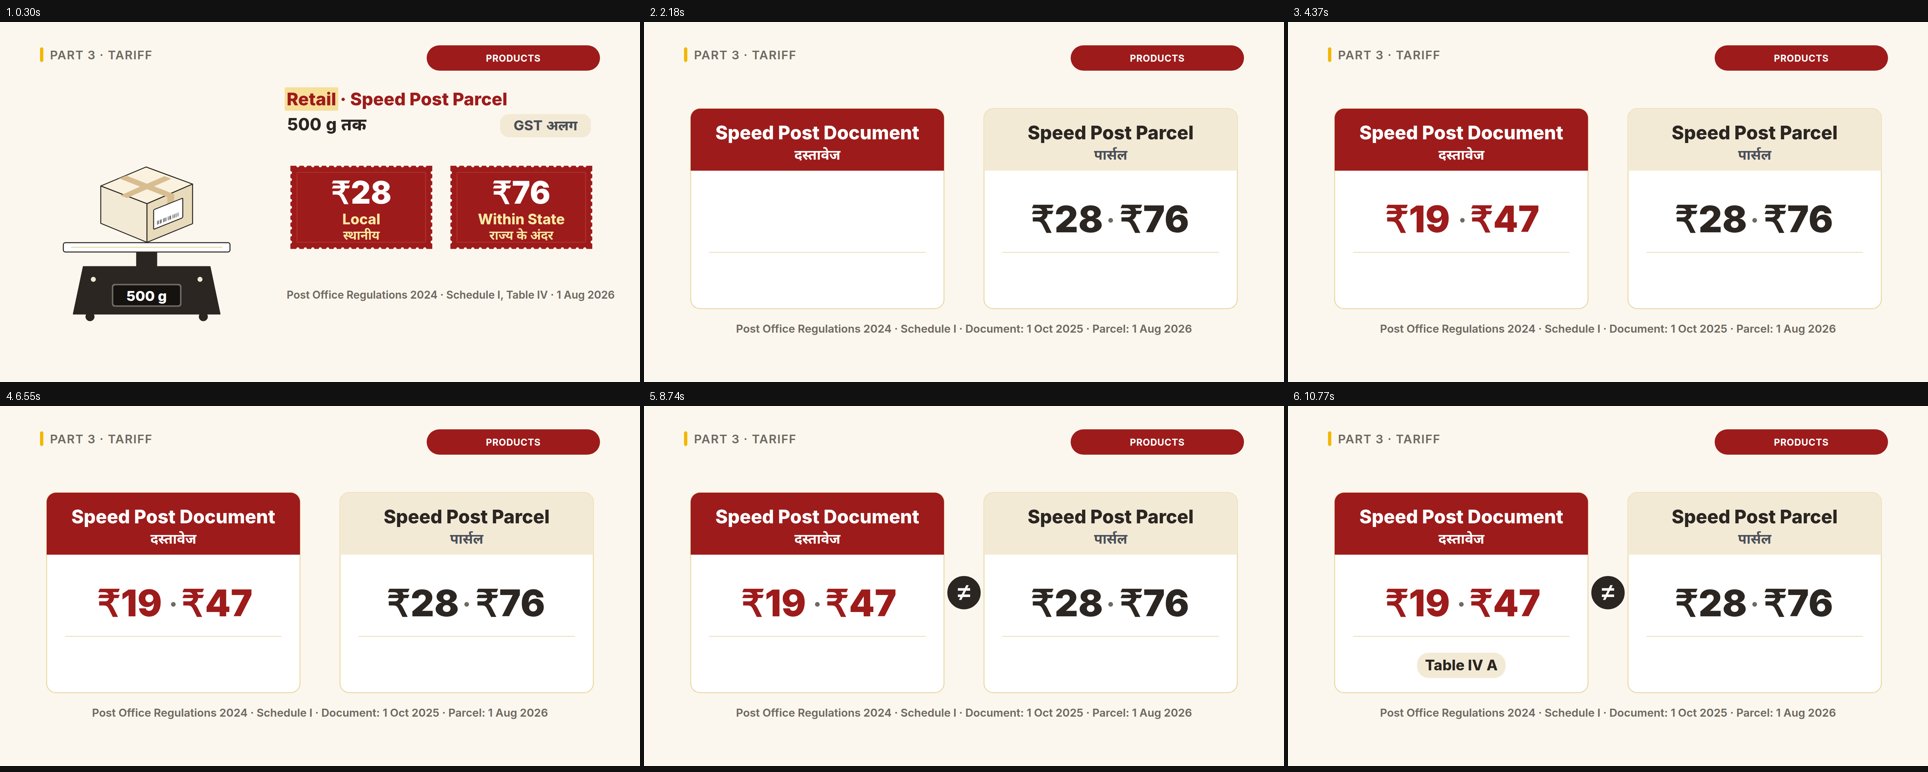 1. 0.30s
PART 3 · TARIFF
PRODUCTS
Retail · Speed Post Parcel
500 g तक
GST अलग
₹28
Local
स्थानीय
₹76
Within State
राज्य के अंदर
500 g
Post Office Regulations 2024 · Schedule I, Table IV · 1 Aug 2026
2. 2.18s
PART 3 · TARIFF
PRODUCTS
Speed Post Document
दस्तावेज
Speed Post Parcel
पार्सल
₹28 · ₹76
Post Office Regulations 2024 · Schedule I · Document: 1 Oct 2025 · Parcel: 1 Aug 2026
3. 4.37s
PART 3 · TARIFF
PRODUCTS
Speed Post Document
दस्तावेज
₹19 · ₹47
Speed Post Parcel
पार्सल
₹28 · ₹76
Post Office Regulations 2024 · Schedule I · Document: 1 Oct 2025 · Parcel: 1 Aug 2026
4. 6.55s
PART 3 · TARIFF
PRODUCTS
Speed Post Document
दस्तावेज
₹19 · ₹47
Speed Post Parcel
पार्सल
₹28 · ₹76
Post Office Regulations 2024 · Schedule I · Document: 1 Oct 2025 · Parcel: 1 Aug 2026
5. 8.74s
PART 3 · TARIFF
PRODUCTS
Speed Post Document
दस्तावेज
₹19 · ₹47
≠
Speed Post Parcel
पार्सल
₹28 · ₹76
Post Office Regulations 2024 · Schedule I · Document: 1 Oct 2025 · Parcel: 1 Aug 2026
6. 10.77s
PART 3 · TARIFF
PRODUCTS
Speed Post Document
दस्तावेज
₹19 · ₹47
Table IV A
≠
Speed Post Parcel
पार्सल
₹28 · ₹76
Post Office Regulations 2024 · Schedule I · Document: 1 Oct 2025 · Parcel: 1 Aug 2026